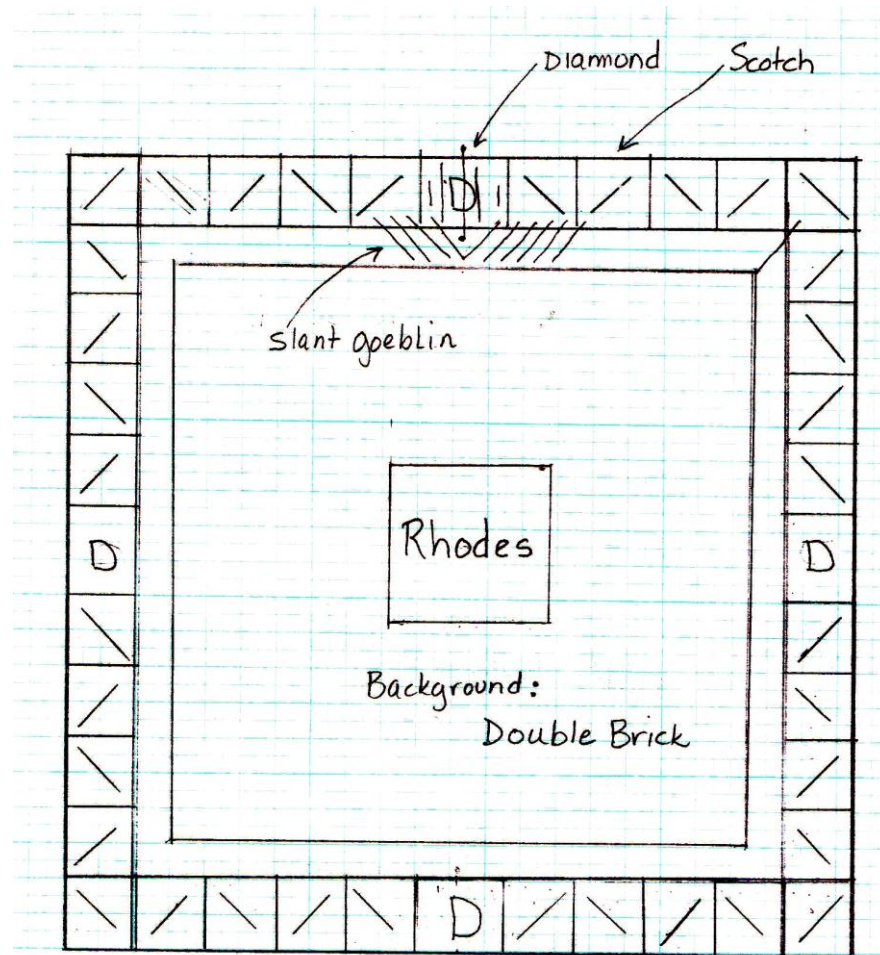 Diamond
Scotch
D
slant goeblin
D
Rhodes
D
Background:
Double Brick
D